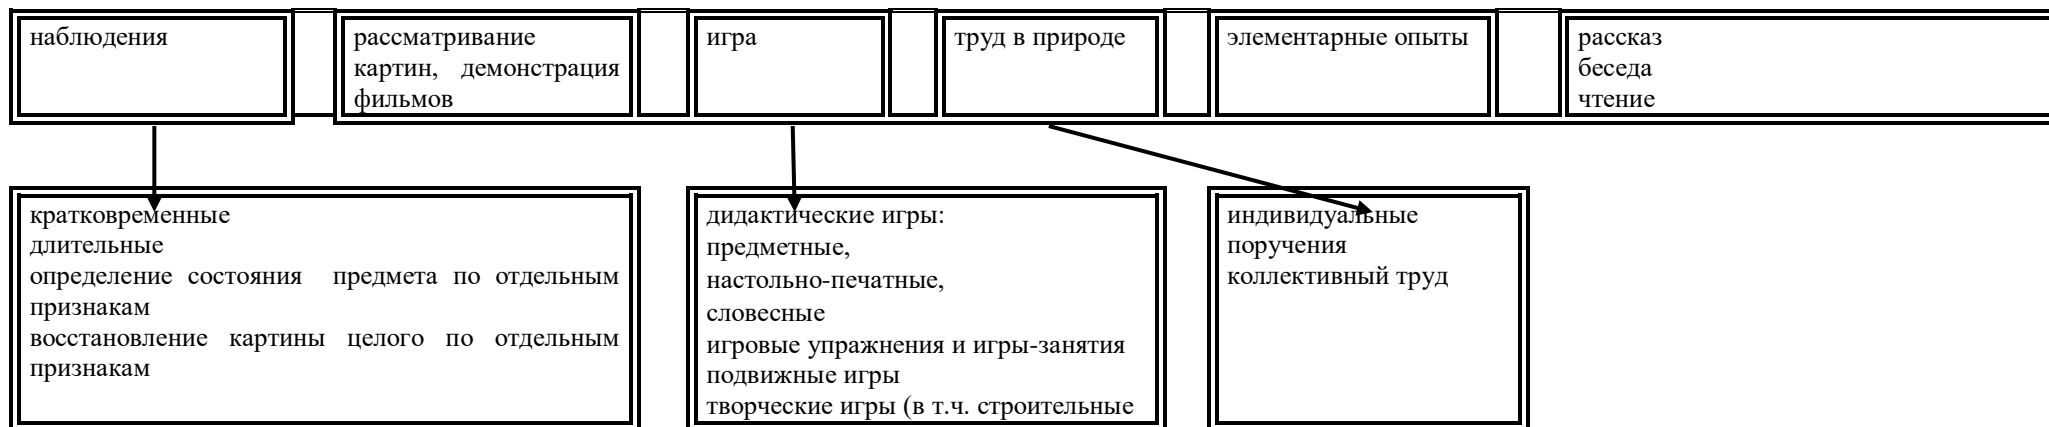 наблюдения
рассматривание
картин, демонстрация
фильмов
игра
труд в природе
элементарные опыты
рассказ
беседа
чтение
кратковременные
длительные
определение состояния предмета по отдельным
признакам
восстановление картины целого по отдельным
признакам
дидактические игры:
предметные,
настольно-печатные,
словесные
игровые упражнения и игры-занятия
подвижные игры
творческие игры (в т.ч. строительные
индивидуальные
поручения
коллективный труд